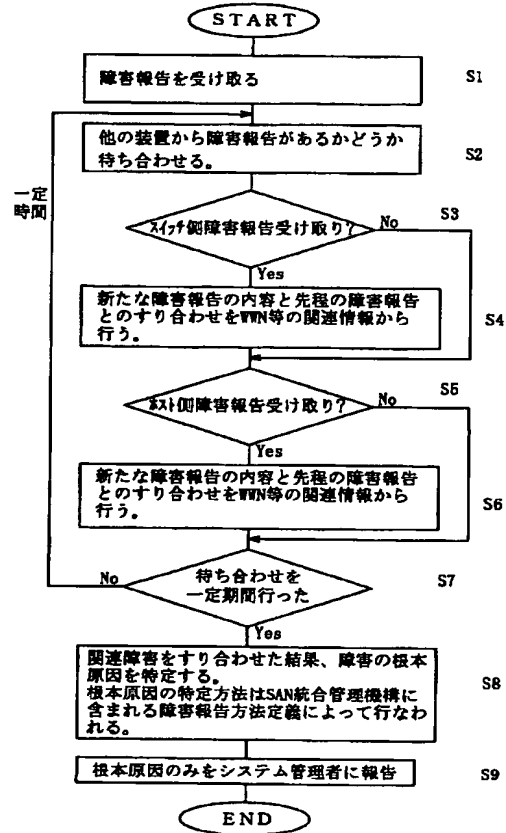 START
障害報告を受け取る
S1
他の装置から障害報告があるかどうか
待ち合わせる。
S2
一定
時間
スイッチ側障害報告受け取り?
No
S3
Yes
新たな障害報告の内容と先程の障害報告
とのすり合わせをWWN等の関連情報から
行う。
S4
ホスト側障害報告受け取り?
No
S5
Yes
新たな障害報告の内容と先程の障害報告
とのすり合わせをWWN等の関連情報から
行う。
S6
No
待ち合わせを
一定期間行った
S7
Yes
関連障害をすり合わせた結果、障害の根本
原因を特定する。
根本原因の特定方法はSAN統合管理機構に
含まれる障害報告方法定義によって行なわ
れる。
S8
根本原因のみをシステム管理者に報告
S9
END